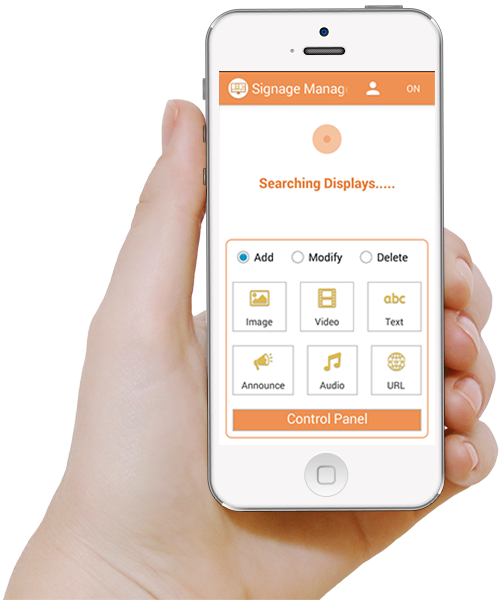 Signage Manag
ON
Searching Displays.....
Add Modify Delete
abc
Image Video Text
Announce Audio URL
Control Panel